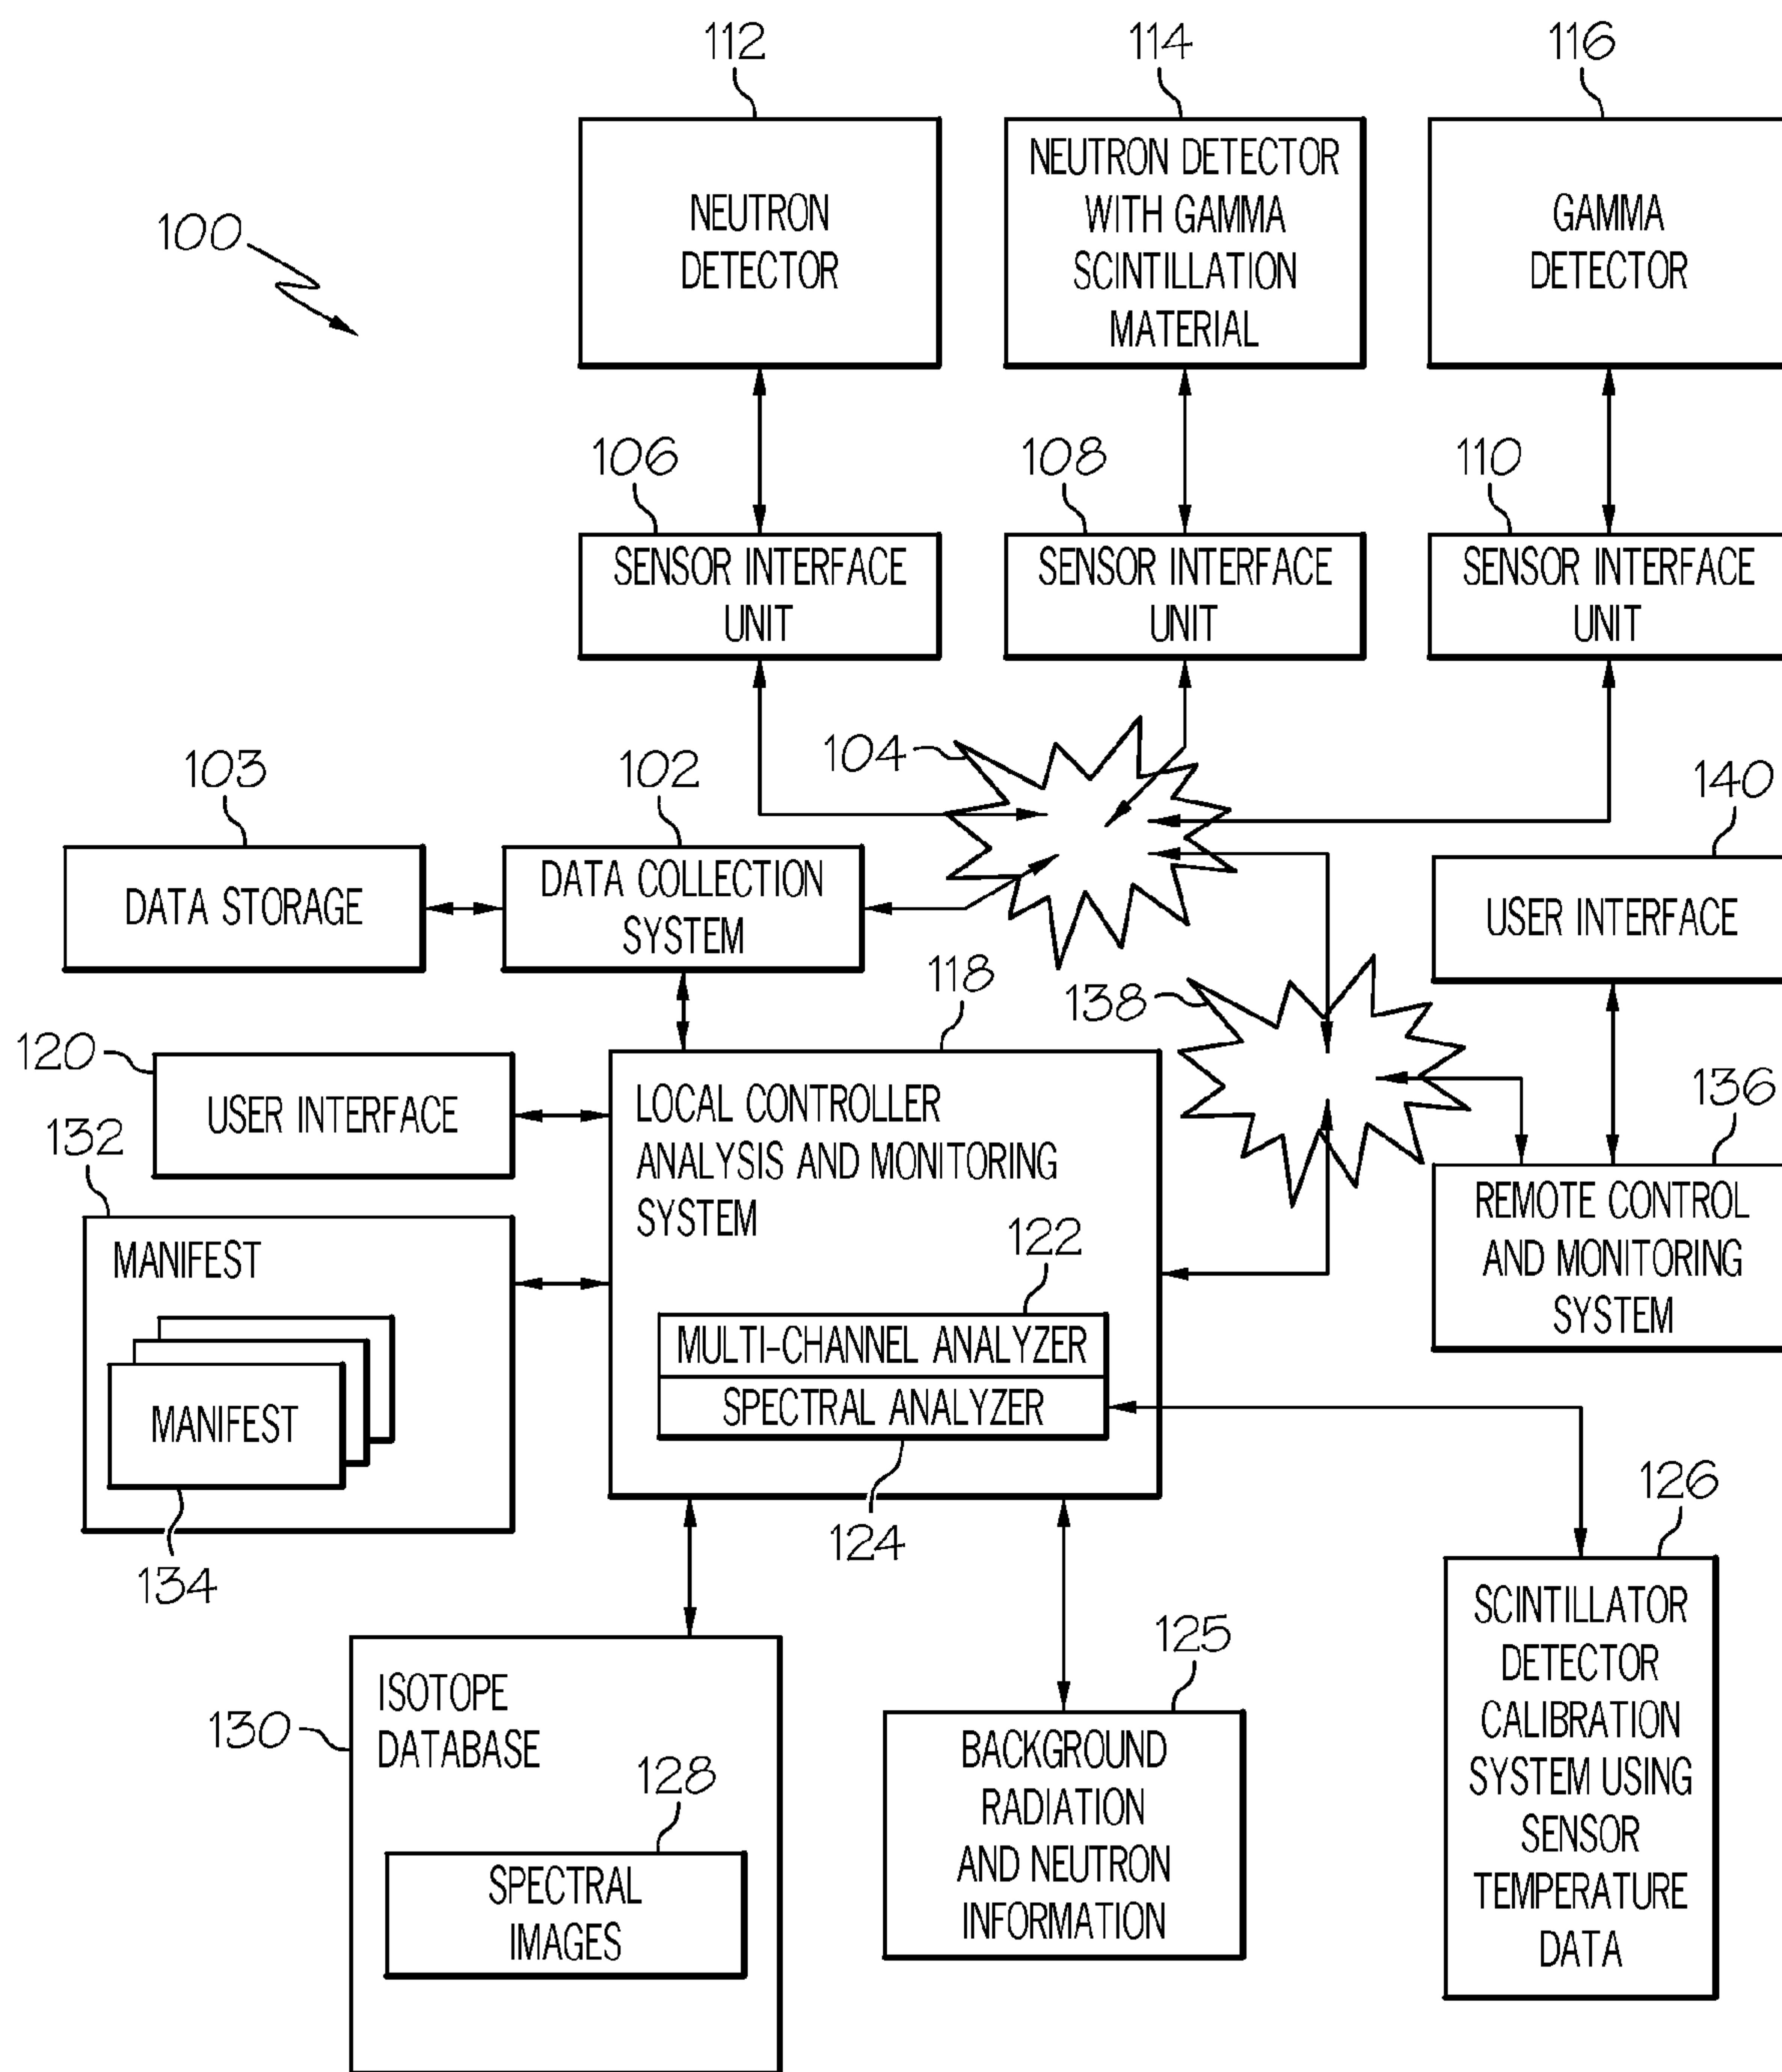 112
114
116
100
NEUTRON
DETECTOR
NEUTRON DETECTOR
WITH GAMMA
SCINTILLATION
MATERIAL
GAMMA
DETECTOR
106
108
110
SENSOR INTERFACE
UNIT
SENSOR INTERFACE
UNIT
SENSOR INTERFACE
UNIT
103
102
104
140
DATA STORAGE
DATA COLLECTION
SYSTEM
USER INTERFACE
118
138
120
USER INTERFACE
136
132
LOCAL CONTROLLER
ANALYSIS AND MONITORING
SYSTEM
REMOTE CONTROL
AND MONITORING
SYSTEM
MANIFEST
122
MULTI-CHANNEL ANALYZER
SPECTRAL ANALYZER
MANIFEST
134
124
126
SCINTILLATOR
DETECTOR
CALIBRATION
SYSTEM USING
SENSOR
TEMPERATURE
DATA
125
130
ISOTOPE
DATABASE
128
SPECTRAL
IMAGES
BACKGROUND
RADIATION
AND NEUTRON
INFORMATION